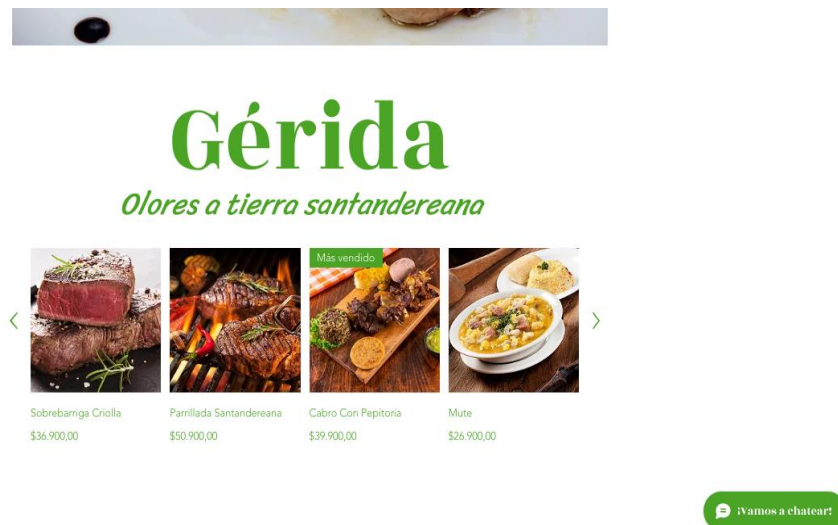 Gérida
Olores a tierra santandereana
Más vendido
Sobrebarriga Criolla
Parrillada Santandereana
Cabro Con Pepitoria
Mute
$36.900,00
$50.900,00
$39.900,00
$26.900,00
¡Vamos a chatear!